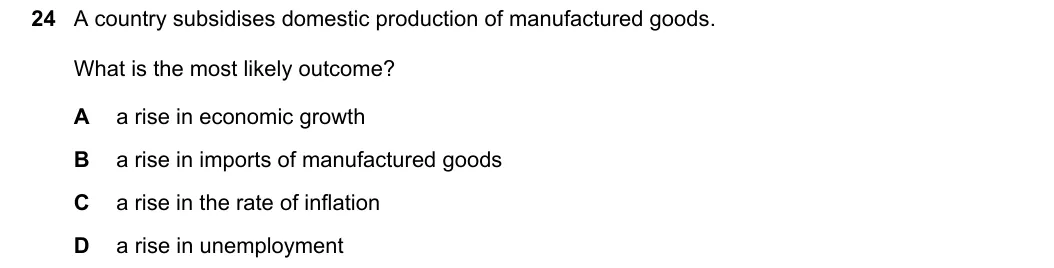 24 A country subsidises domestic production of manufactured goods.
What is the most likely outcome?
A a rise in economic growth
B a rise in imports of manufactured goods
C a rise in the rate of inflation
D a rise in unemployment